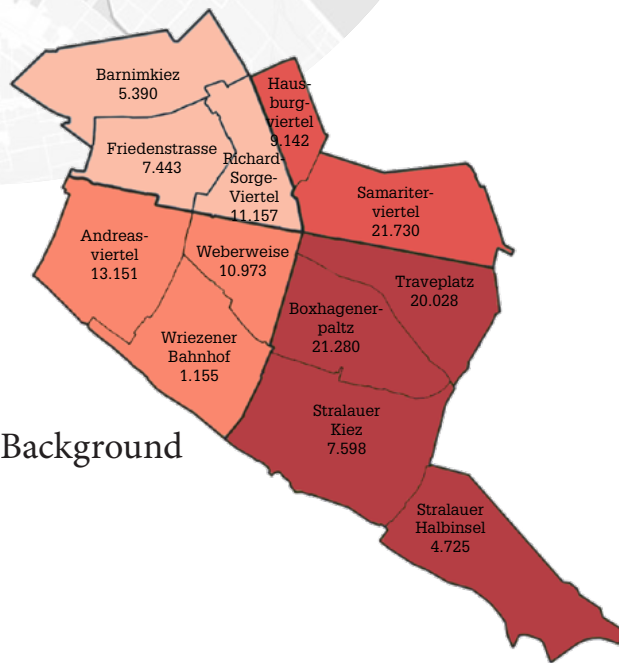 Barnimkiez
5.390
Haus-
burg-
viertel
9.142
Friedenstrasse
7.443
Richard-
Sorge-
Viertel
11.157
Samariter-
viertel
21.730
Andreas-
viertel
13.151
Weberweise
10.973
Traveplatz
20.028
Boxhagener-
paltz
21.280
Wriezener
Bahnhof
1.155
Stralauer
Kiez
7.598
Background
Stralauer
Halbinsel
4.725